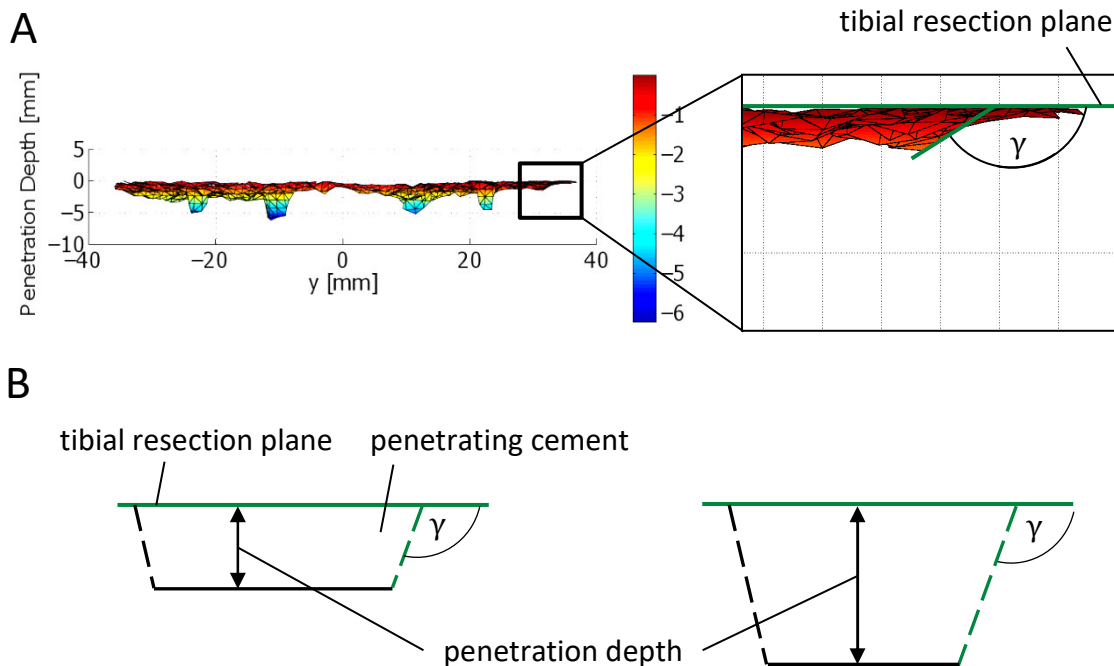 A
tibial resection plane
Penetration Depth [mm]
5
0
−5
−10
−40
−20
0
20
40
y [mm]
−1
−2
−3
−4
−5
−6
γ
B
tibial resection plane
penetrating cement
γ
γ
penetration depth